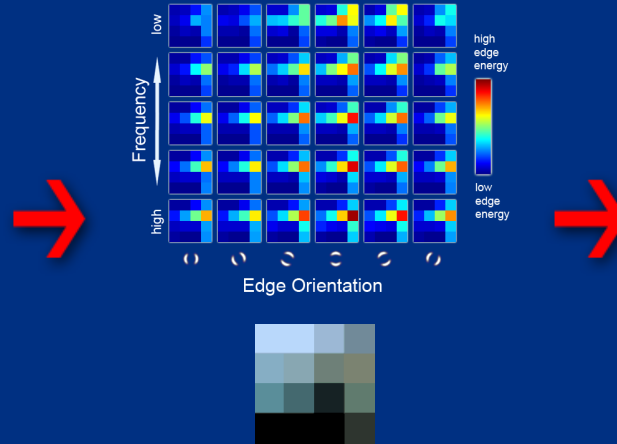 low
Frequency
high
high
edge
energy
low
edge
energy
Edge Orientation